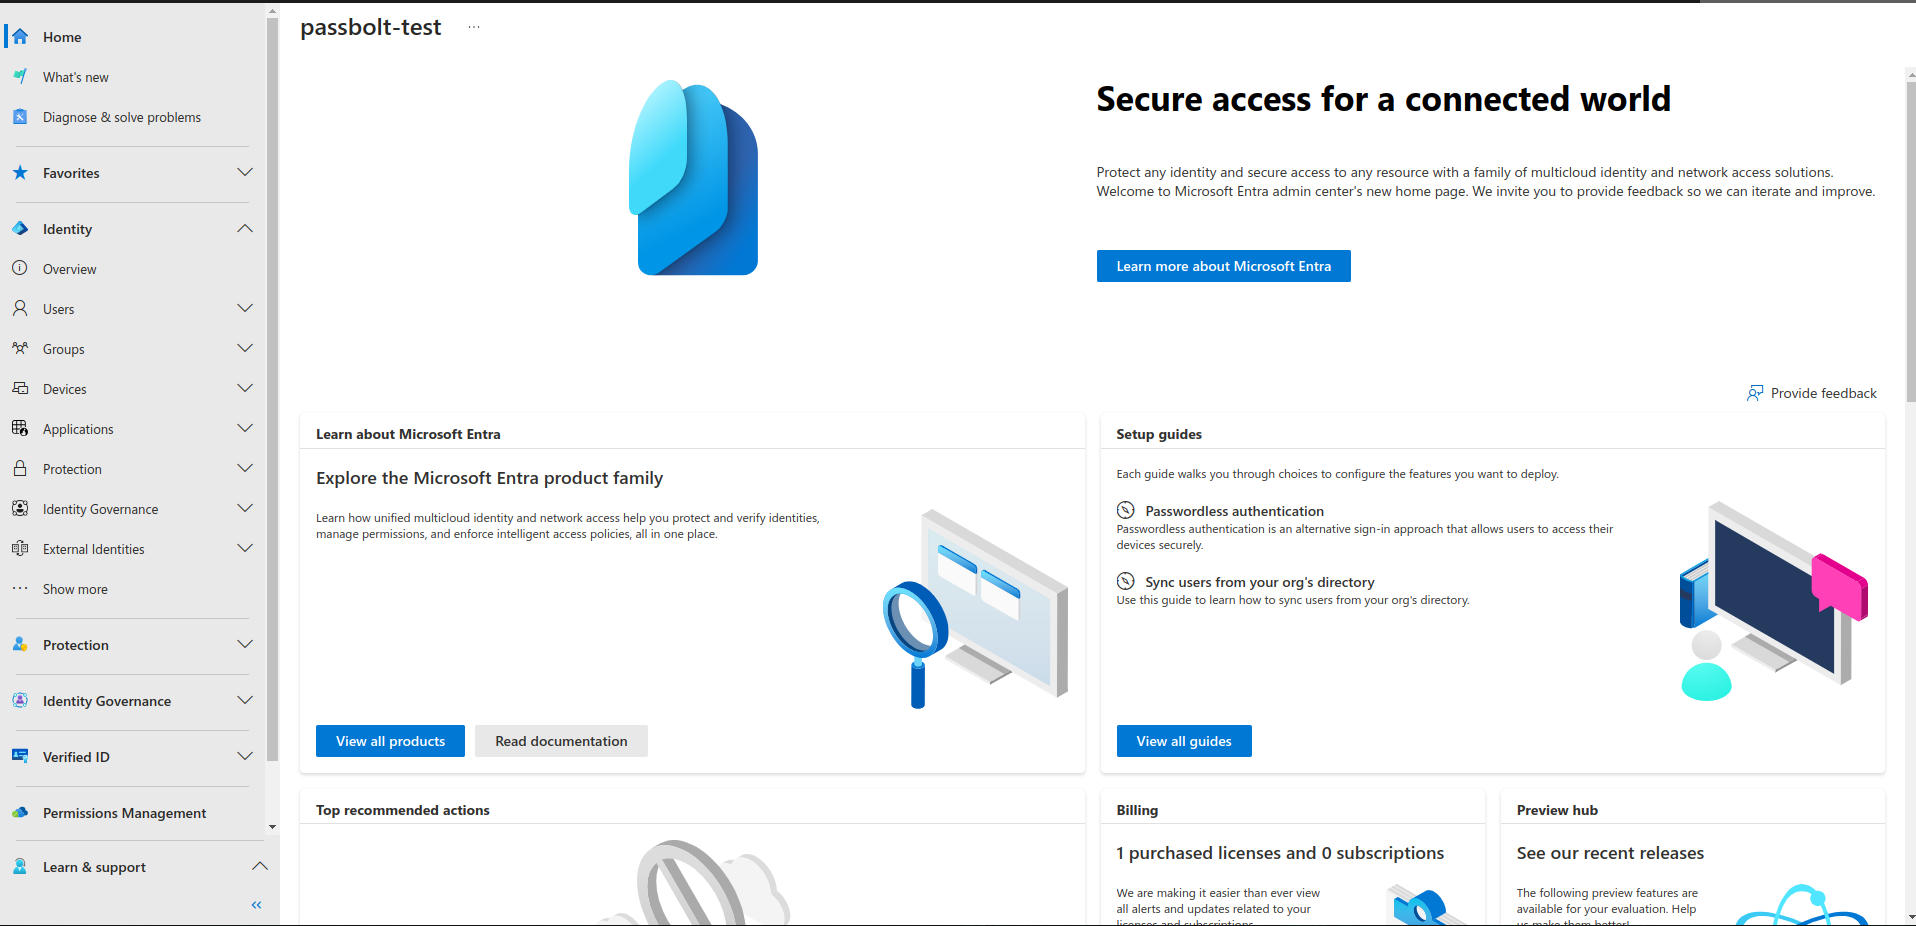 Home
What's new
Diagnose & solve problems
Favorites
Identity
Overview
Users
Groups
Devices
Applications
Protection
Identity Governance
External Identities
Show more
Protection
Identity Governance
Verified ID
Permissions Management
Learn & support
passbolt-test
Secure access for a connected world
Protect any identity and secure access to any resource with a family of multicloud identity and network access solutions.
Welcome to Microsoft Entra admin center's new home page. We invite you to provide feedback so we can iterate and improve.
Learn more about Microsoft Entra
Provide feedback
Learn about Microsoft Entra
Explore the Microsoft Entra product family
Learn how unified multicloud identity and network access help you protect and verify identities,
manage permissions, and enforce intelligent access policies, all in one place.
View all products
Read documentation
Setup guides
Each guide walks you through choices to configure the features you want to deploy.
Passwordless authentication
Passwordless authentication is an alternative sign-in approach that allows users to access their
devices securely.
Sync users from your org's directory
Use this guide to learn how to sync users from your org's directory.
View all guides
Top recommended actions
Billing
1 purchased licenses and 0 subscriptions
We are making it easier than ever view
all alerts and updates related to your
licenses and subscriptions
Preview hub
See our recent releases
The following preview features are
available for your evaluation. Help
us make them better!